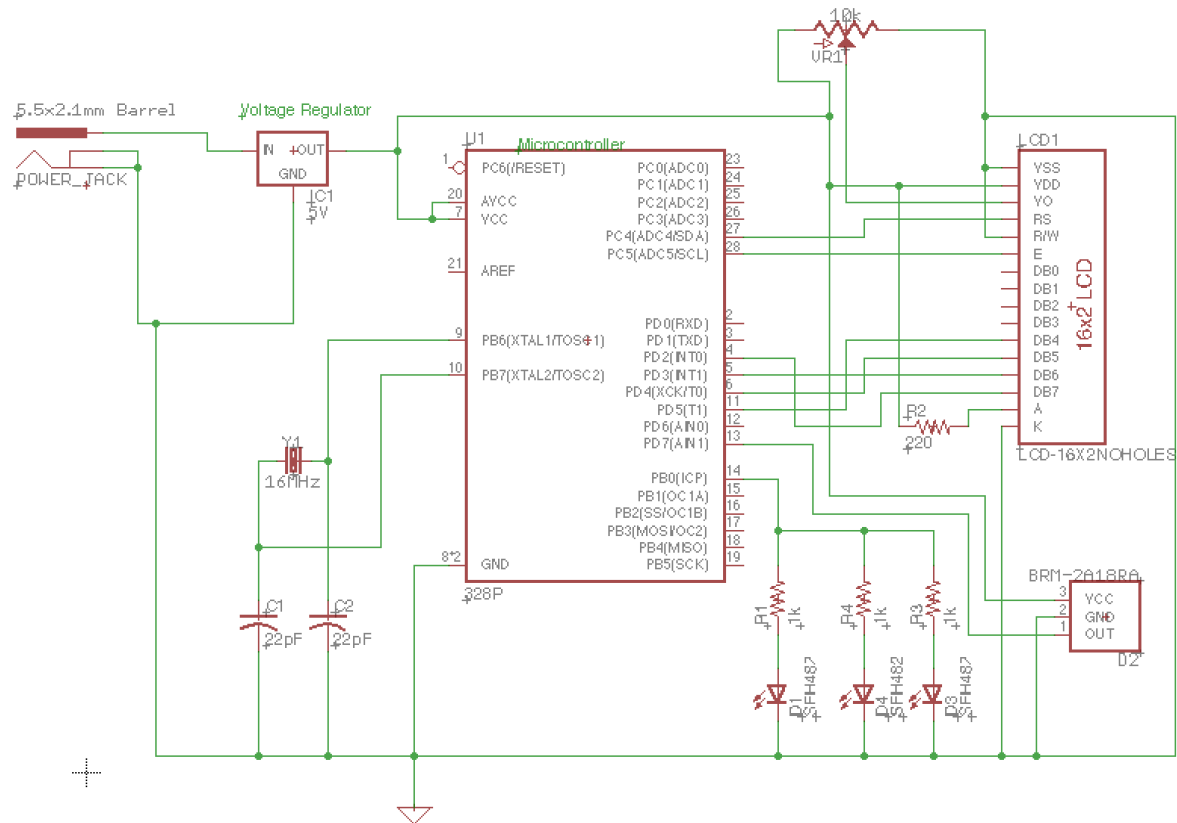 10k
VR1
5.5x2.1mm Barrel
POWER_JACK
Voltage Regulator
IN
OUT
GND
IC1
5V
U1
Microcontroller
1 PC6(/RESET)
20 AVCC
7 VCC
21 AREF
9 PB6(XTAL1/TOSC1)
10 PB7(XTAL2/TOSC2)
8*2 GND
PC0(ADC0) 23
PC1(ADC1) 24
PC2(ADC2) 25
PC3(ADC3) 26
PC4(ADC4/SDA) 27
PC5(ADC5/SCL) 28
PD0(RXD) 2
PD1(TXD) 3
PD2(INT0) 4
PD3(INT1) 5
PD4(XCK/T0) 6
PD5(T1) 11
PD6(AIN0) 12
PD7(AIN1) 13
PB0(ICP) 14
PB1(OC1A) 15
PB2(SS/OC1B) 16
PB3(MOSI/OC2) 17
PB4(MISO) 18
PB5(SCK) 19
328P
LCD1
VSS
VDD
VO
RS
R/W
E
DB0
DB1
DB2
DB3
DB4
DB5
DB6
DB7
A
K
16x2 LCD
LCD-16X2NOHOLES
R2
220
Y1
16MHz
C1
22pF
C2
22pF
R1
1k
R4
1k
R3
1k
D1
SFH487
D4
SFH482
D3
SFH487
BRM-2A18RA
3 VCC
2 GND
1 OUT
D2